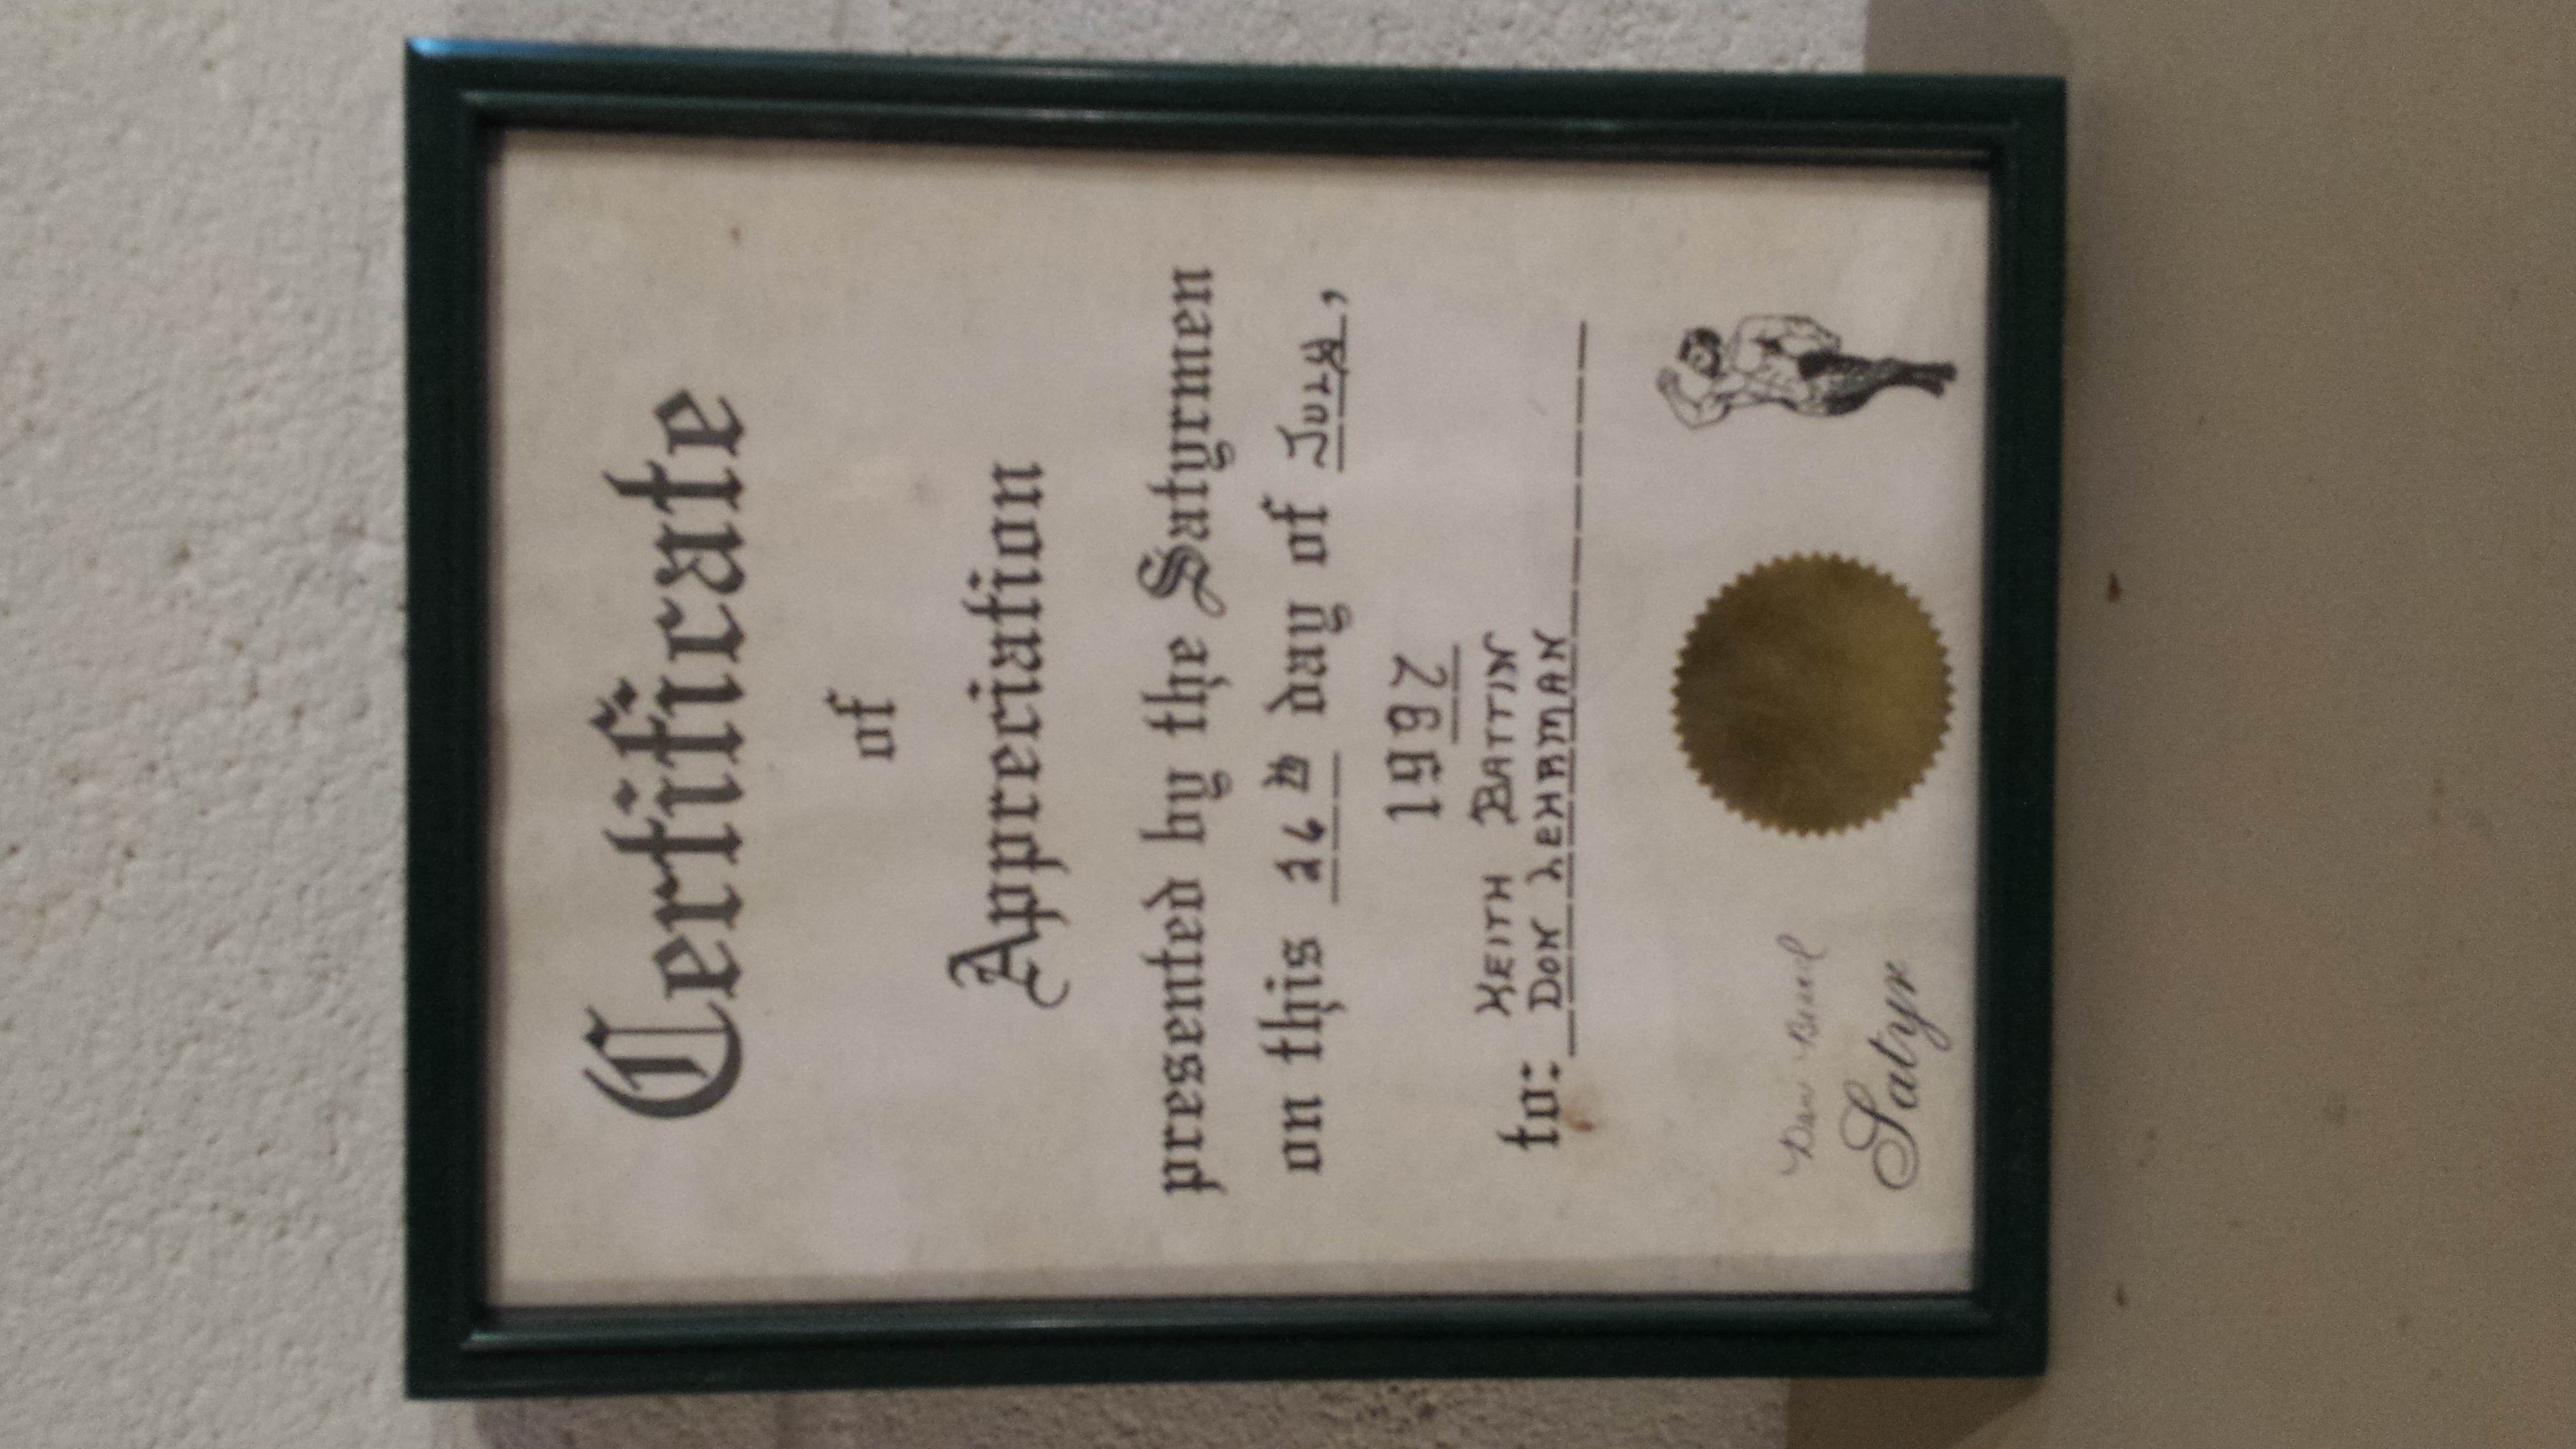 Certificate
of
Appreciation
presented by the Satyrmen
on this 26th day of July,
1997
to: KEITH BATTIN
DON LEHRMAN
Satyr